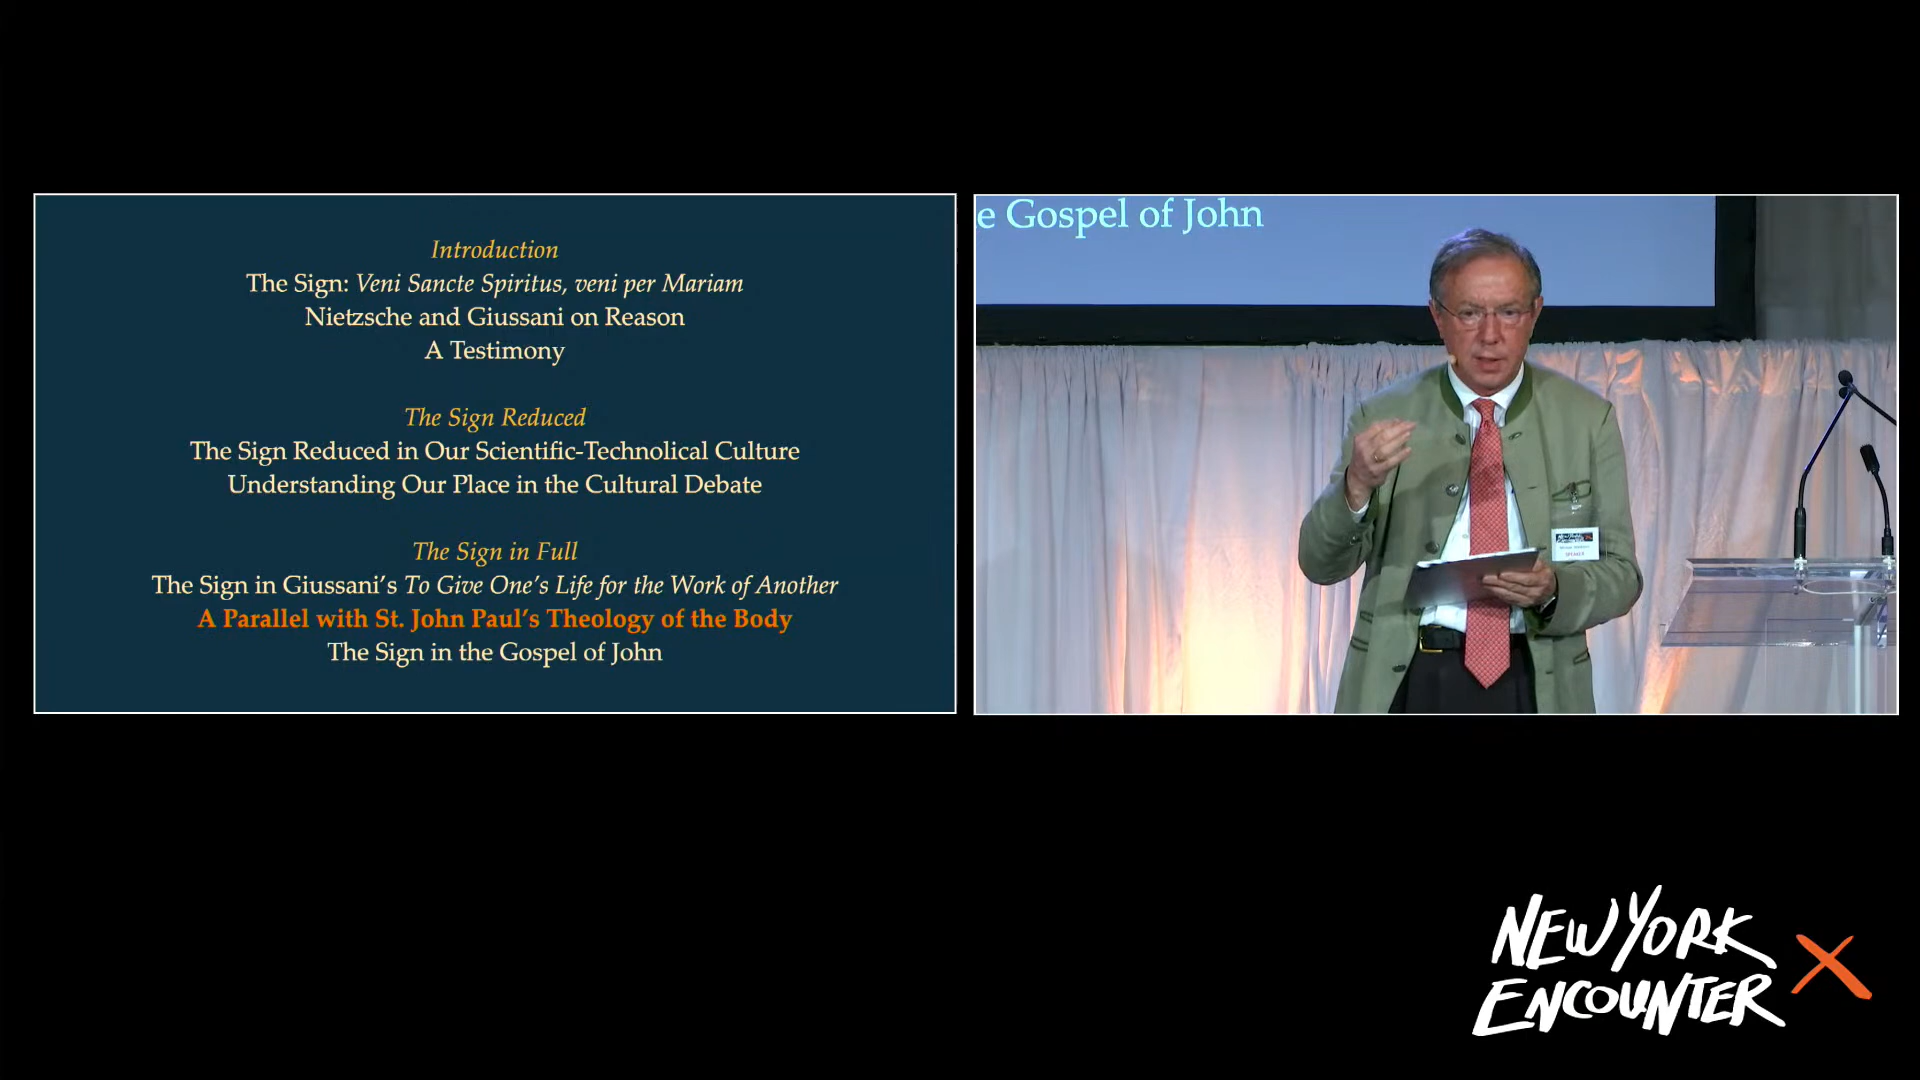 Introduction
The Sign: Veni Sancte Spiritus, veni per Mariam
Nietzsche and Giussani on Reason
A Testimony
The Sign Reduced
The Sign Reduced in Our Scientific-Technolical Culture
Understanding Our Place in the Cultural Debate
The Sign in Full
The Sign in Giussani's To Give One's Life for the Work of Another
A Parallel with St. John Paul's Theology of the Body
The Sign in the Gospel of John
e Gospel of John
SPEAKER
NEW YORK
ENCOUNTER